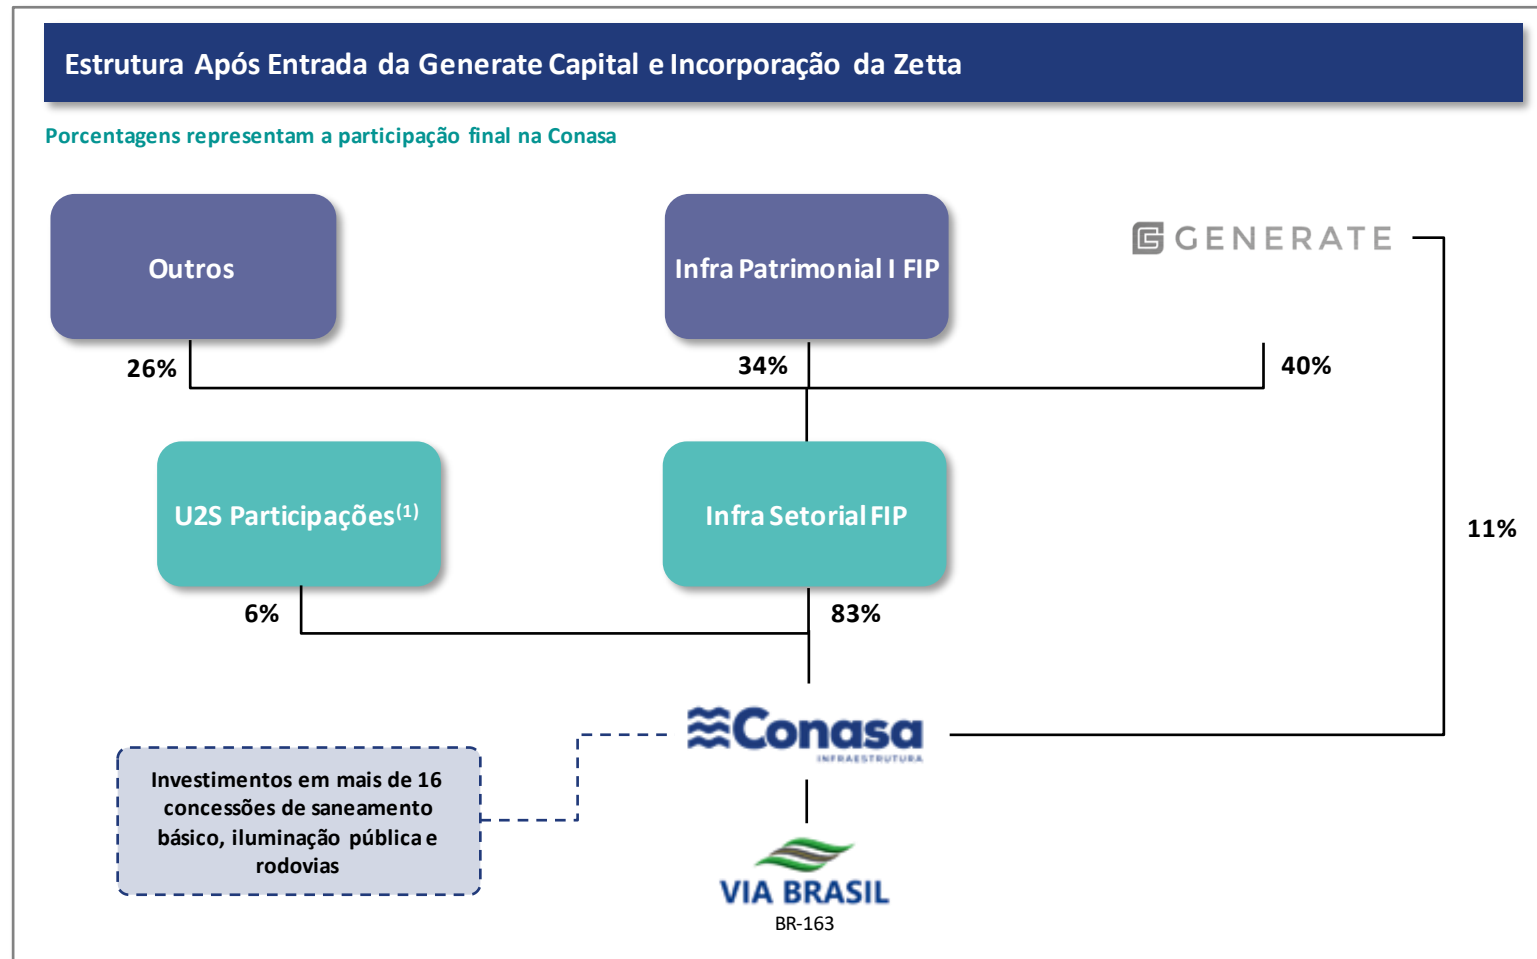 Estrutura Após Entrada da Generate Capital e Incorporação da Zetta
Porcentagens representam a participação final na Conasa
Outros
Infra Patrimonial I FIP
GENERATE
26%
34%
40%
U2S Participações(1)
Infra Setorial FIP
11%
6%
83%
Conasa
INFRAESTRUTURA
Investimentos em mais de 16
concessões de saneamento
básico, iluminação pública e
rodovias
VIA BRASIL
BR-163